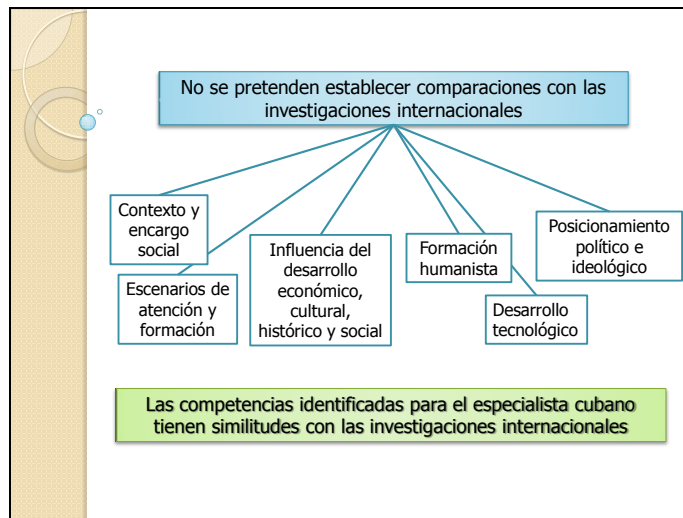 No se pretenden establecer comparaciones con las
investigaciones internacionales
Contexto y
encargo
social
Escenarios de
atención y
formación
Influencia del
desarrollo
económico,
cultural,
histórico y social
Formación
humanista
Desarrollo
tecnológico
Posicionamiento
político e
ideológico
Las competencias identificadas para el especialista cubano
tienen similitudes con las investigaciones internacionales